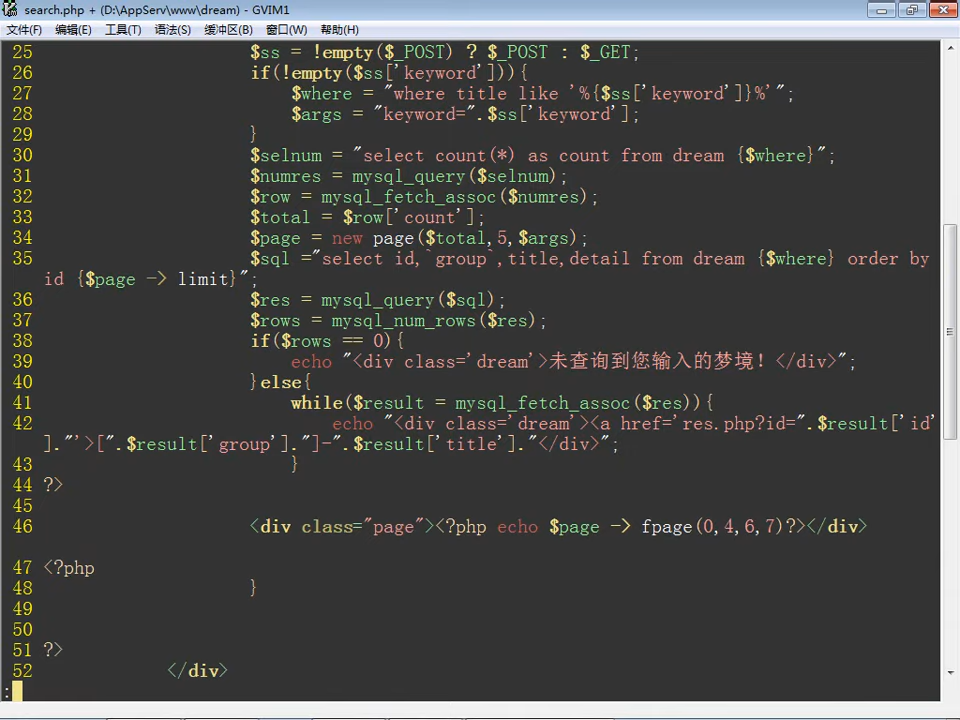 search.php + (D:\AppServ\www\dream) - GVIM1
文件(F) 编辑(E) 工具(T) 语法(S) 缓冲区(B) 窗口(W) 帮助(H)
25 $ss = !empty($_POST) ? $_POST : $_GET;
26 if(!empty($ss['keyword'])){
27 $where = "where title like '%{$ss['keyword']}%'";
28 $args = "keyword=".$ss['keyword'];
29 }
30 $selnum = "select count(*) as count from dream {$where}";
31 $numres = mysql_query($selnum);
32 $row = mysql_fetch_assoc($numres);
33 $total = $row['count'];
34 $page = new page($total,5,$args);
35 $sql ="select id,`group`,title,detail from dream {$where} order by
id {$page -> limit}";
36 $res = mysql_query($sql);
37 $rows = mysql_num_rows($res);
38 if($rows == 0){
39 echo "<div class='dream'>未查询到您输入的梦境！</div>";
40 }else{
41 while($result = mysql_fetch_assoc($res)){
42 echo "<div class='dream'><a href='res.php?id=".$result['id'
]."'>[".$result['group']."]-".$result['title']."</div>";
43 }
44 ?>
45
46 <div class="page"><?php echo $page -> fpage(0,4,6,7)?></div>
47 <?php
48 }
49
50
51 ?>
52 </div>
: